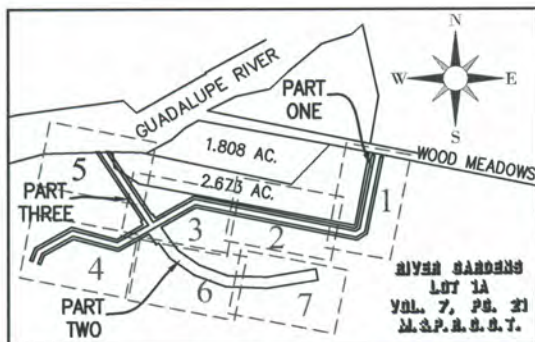 N
W E
S
GUADALUPE RIVER
PART
ONE
WOOD MEADOWS
1.808 AC.
2.673 AC.
5
PART
THREE
1
3
2
4
6
7
PART
TWO
RIVER GARDENS
LOT 1A
VOL. 7, PG. 21
M.&P.R.C.C.T.